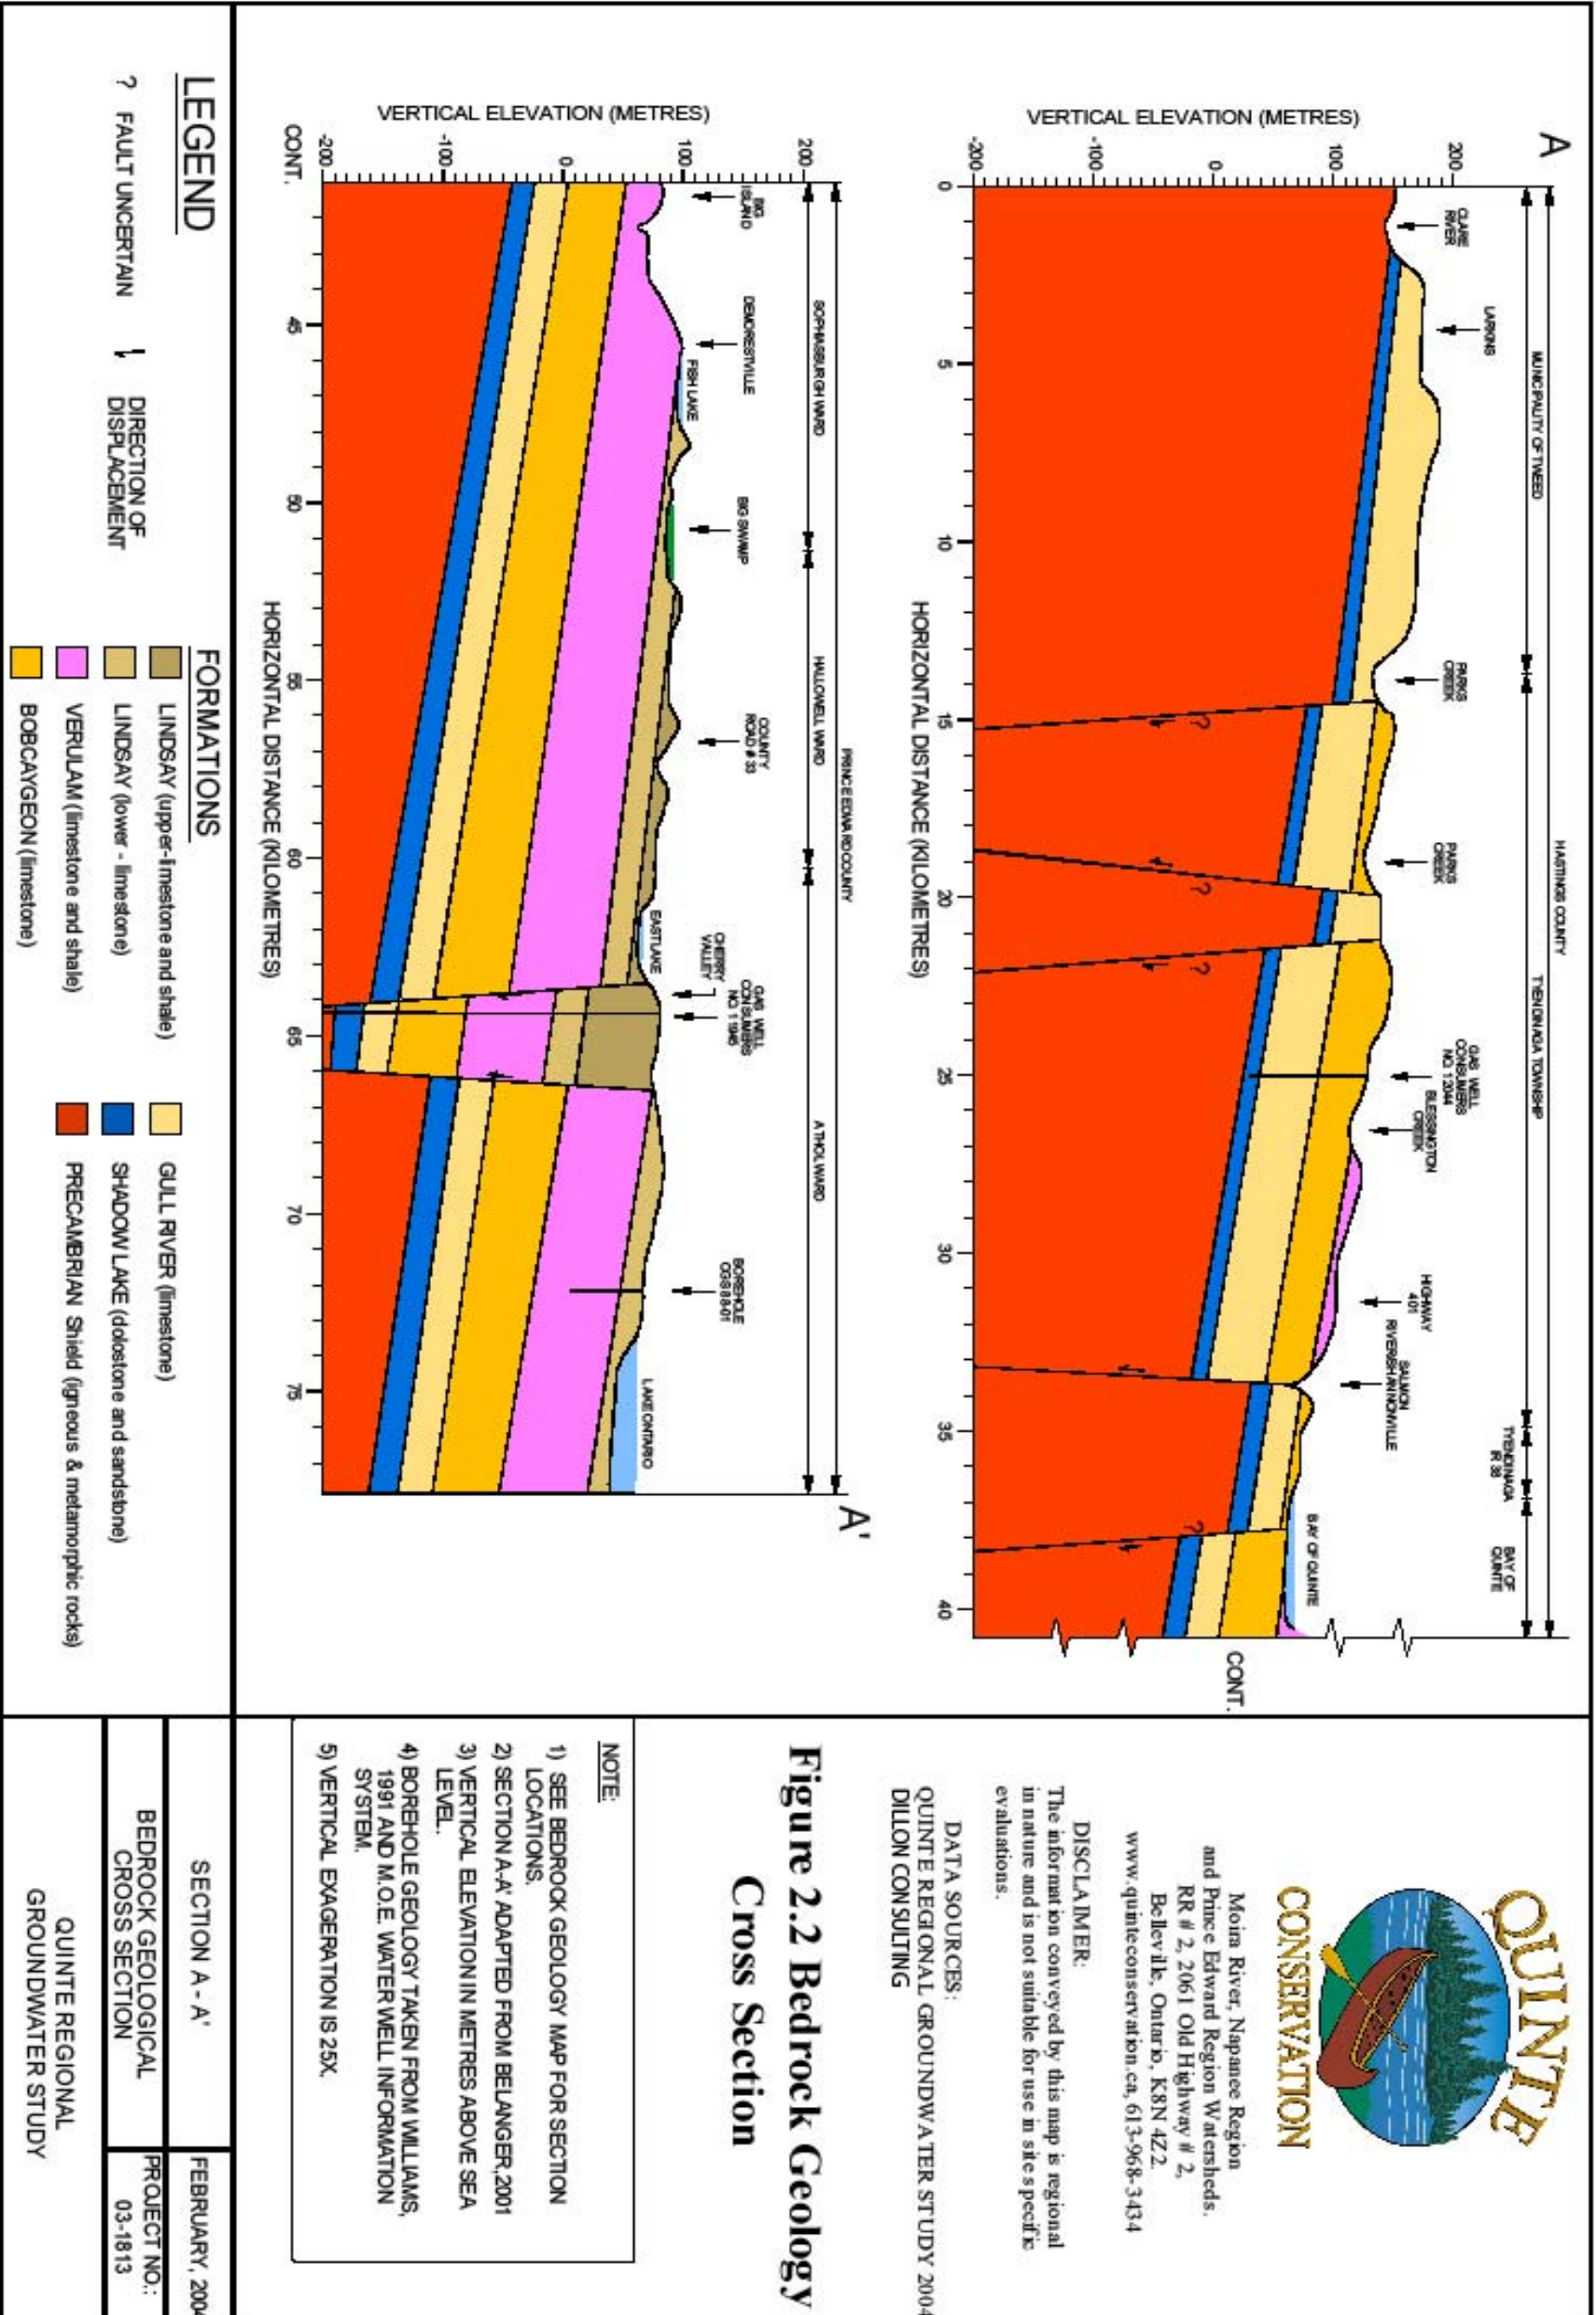 A
HASTINGS COUNTY
MUNICIPALITY OF TWEED
TYENDINAGA TOWNSHIP
TYENDINAGA
IR 38
BAY OF
QUINTE
CLARE
RIVER
LARKINS
PARKS
CREEK
PARKS
CREEK
GAS WELL
CONSUMERS
NO. 12044
BLESSINGTON
CREEK
HIGHWAY
401
SALMON
RIVER/SHANNONVILLE
BAY OF QUINTE
VERTICAL ELEVATION (METRES)
200
100
0
-100
-200
? ? ? ?
CONT.
0 5 10 15 20 25 30 35 40
HORIZONTAL DISTANCE (KILOMETRES)
A'
PRINCE EDWARD COUNTY
SOPHIASBURGH WARD
HALLOWELL WARD
ATHOL WARD
BIG
ISLAND
DEMORESTVILLE
FISH LAKE
BIG SWAMP
COUNTY
ROAD # 33
EAST LAKE
CHERRY
VALLEY
GAS WELL
CONSUMERS
NO. 11946
BOREHOLE
OGS 88-01
LAKE ONTARIO
VERTICAL ELEVATION (METRES)
200
100
0
-100
-200
CONT.
45 50 55 60 65 70 75
HORIZONTAL DISTANCE (KILOMETRES)
LEGEND
? FAULT UNCERTAIN
DIRECTION OF
DISPLACEMENT
FORMATIONS
LINDSAY (upper-limestone and shale)
LINDSAY (lower - limestone)
VERULAM (limestone and shale)
BOBCAYGEON (limestone)
GULL RIVER (limestone)
SHADOW LAKE (dolostone and sandstone)
PRECAMBRIAN Shield (igneous & metamorphic rocks)
QUINTE
CONSERVATION
Moira River, Napanee Region
and Prince Edward Region Watersheds.
RR # 2, 2061 Old Highway # 2,
Belleville, Ontario, K8N 4Z2.
www.quinteconservation.ca, 613-968-3434
DISCLAIMER:
The information conveyed by this map is regional
in nature and is not suitable for use in site specific
evaluations.
DATA SOURCES:
QUINTE REGIONAL GROUNDWATER STUDY 2004
DILLON CONSULTING
Figure 2.2 Bedrock Geology
Cross Section
NOTE:
1) SEE BEDROCK GEOLOGY MAP FOR SECTION
LOCATIONS.
2) SECTION A-A' ADAPTED FROM BELANGER,2001
3) VERTICAL ELEVATION IN METRES ABOVE SEA
LEVEL.
4) BOREHOLE GEOLOGY TAKEN FROM WILLIAMS,
1991 AND M.O.E. WATER WELL INFORMATION
SYSTEM.
5) VERTICAL EXAGERATION IS 25X.
SECTION A - A'
FEBRUARY, 2004
BEDROCK GEOLOGICAL
CROSS SECTION
PROJECT NO.:
03-1813
QUINTE REGIONAL
GROUNDWATER STUDY